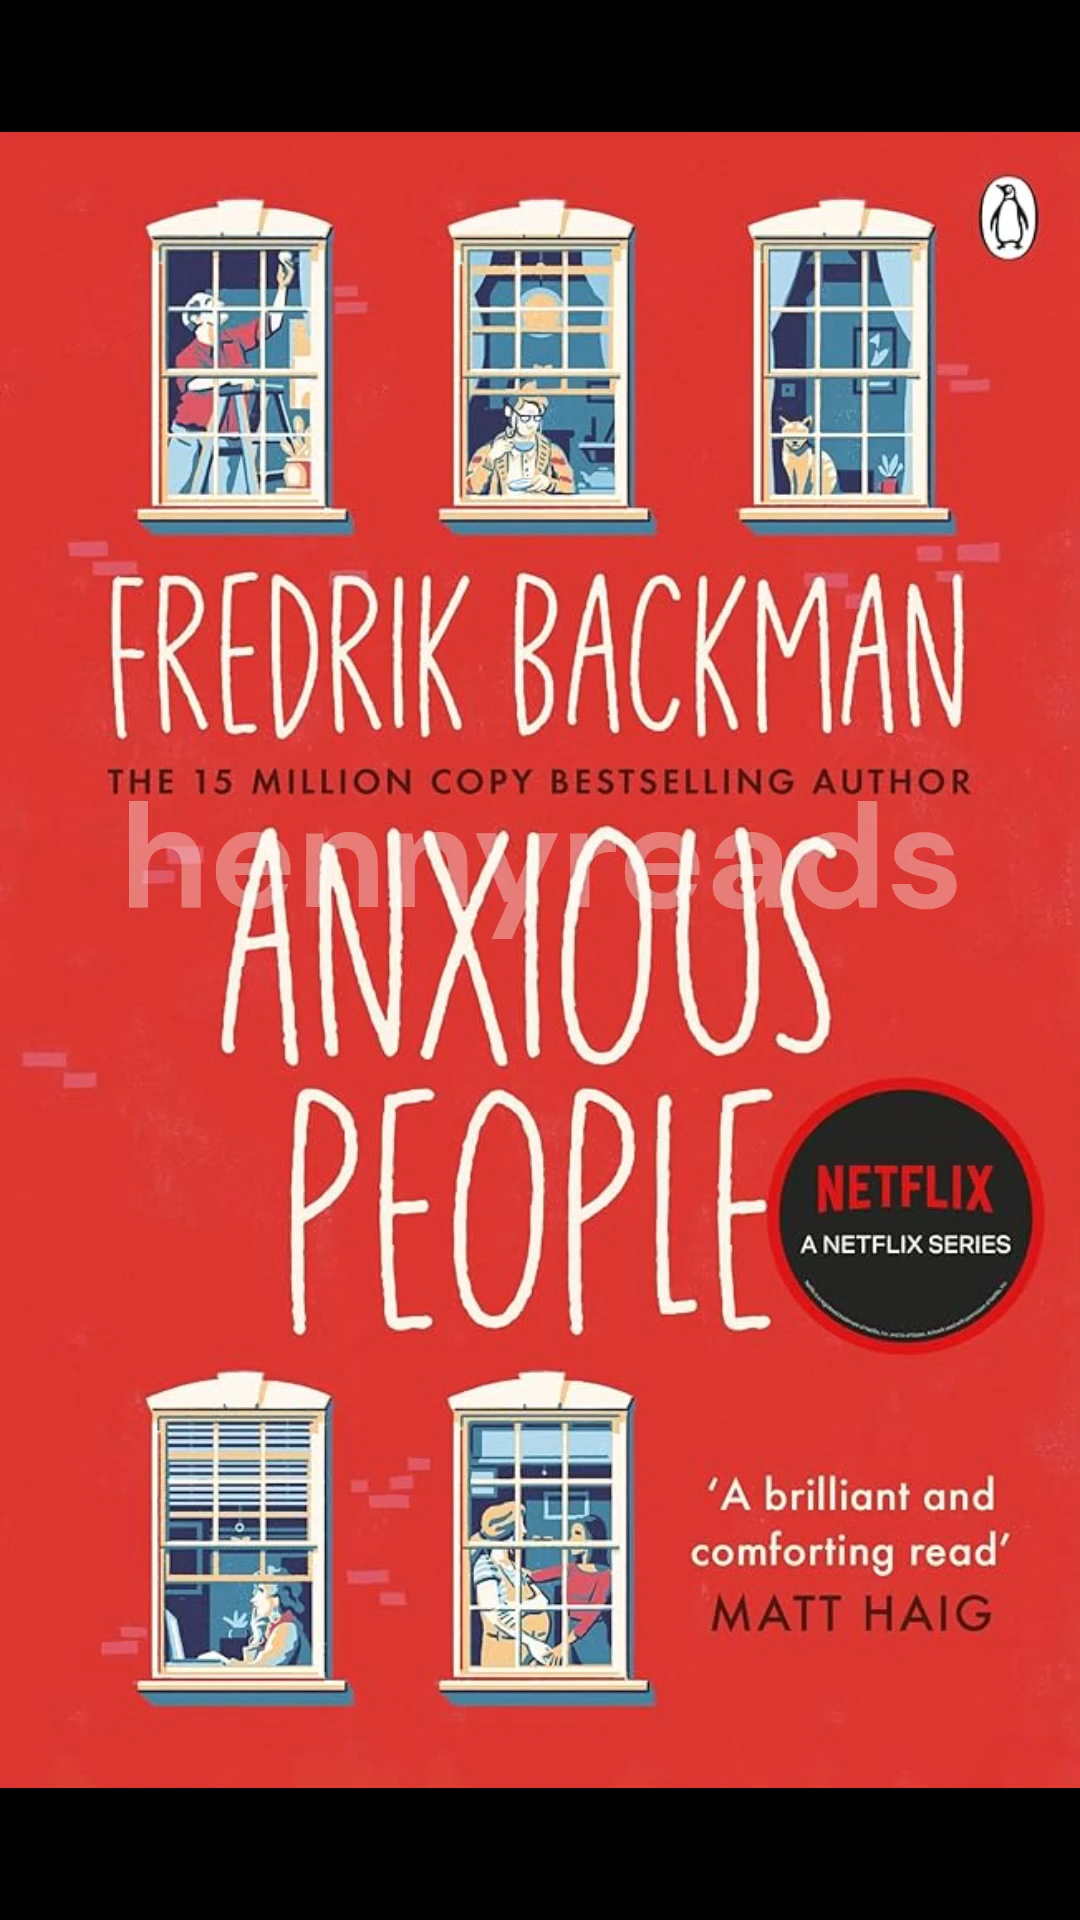 FREDRIK BACKMAN
THE 15 MILLION COPY BESTSELLING AUTHOR
hennyreads
ANXIOUS
PEOPLE
NETFLIX
A NETFLIX SERIES
‘A brilliant and
comforting read’
MATT HAIG